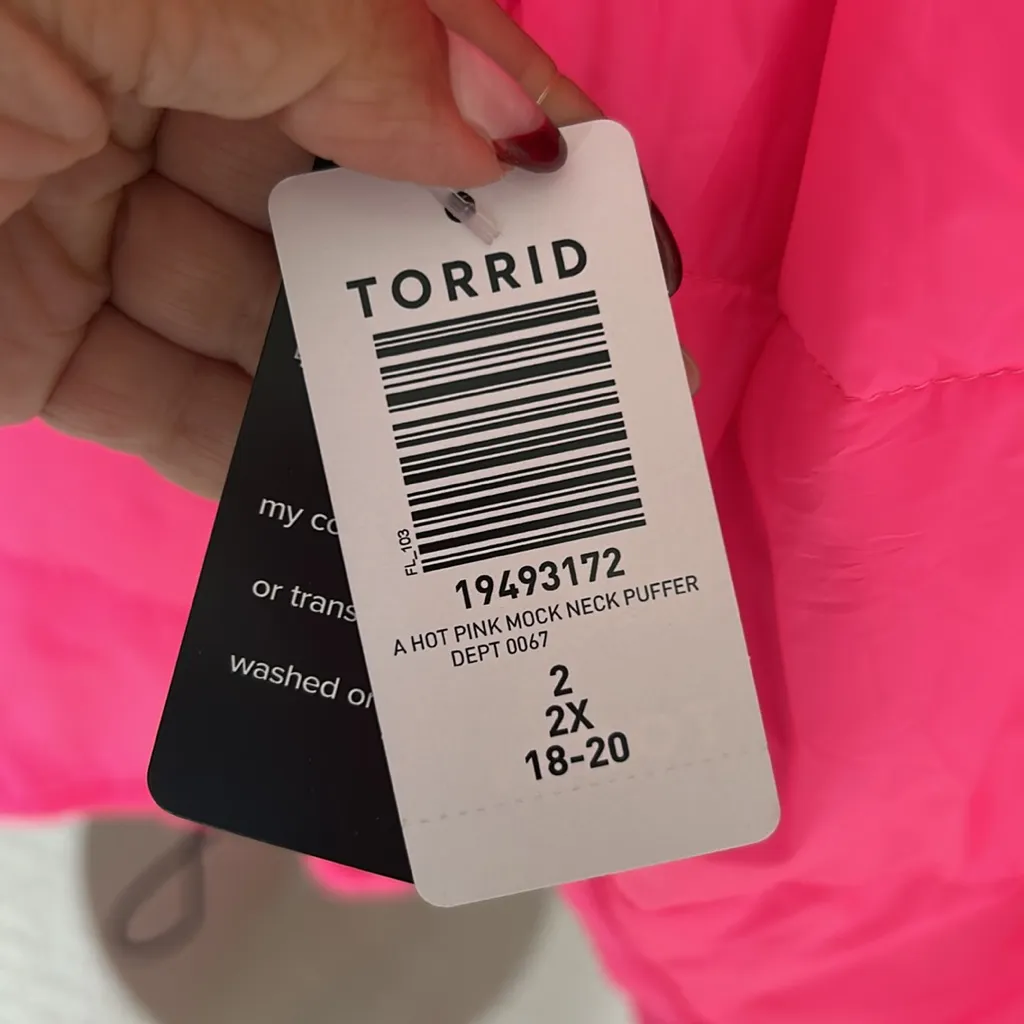 TORRID
FL_103
19493172
A HOT PINK MOCK NECK PUFFER
DEPT 0067
2
2X
18-20
my co
or trans
washed or